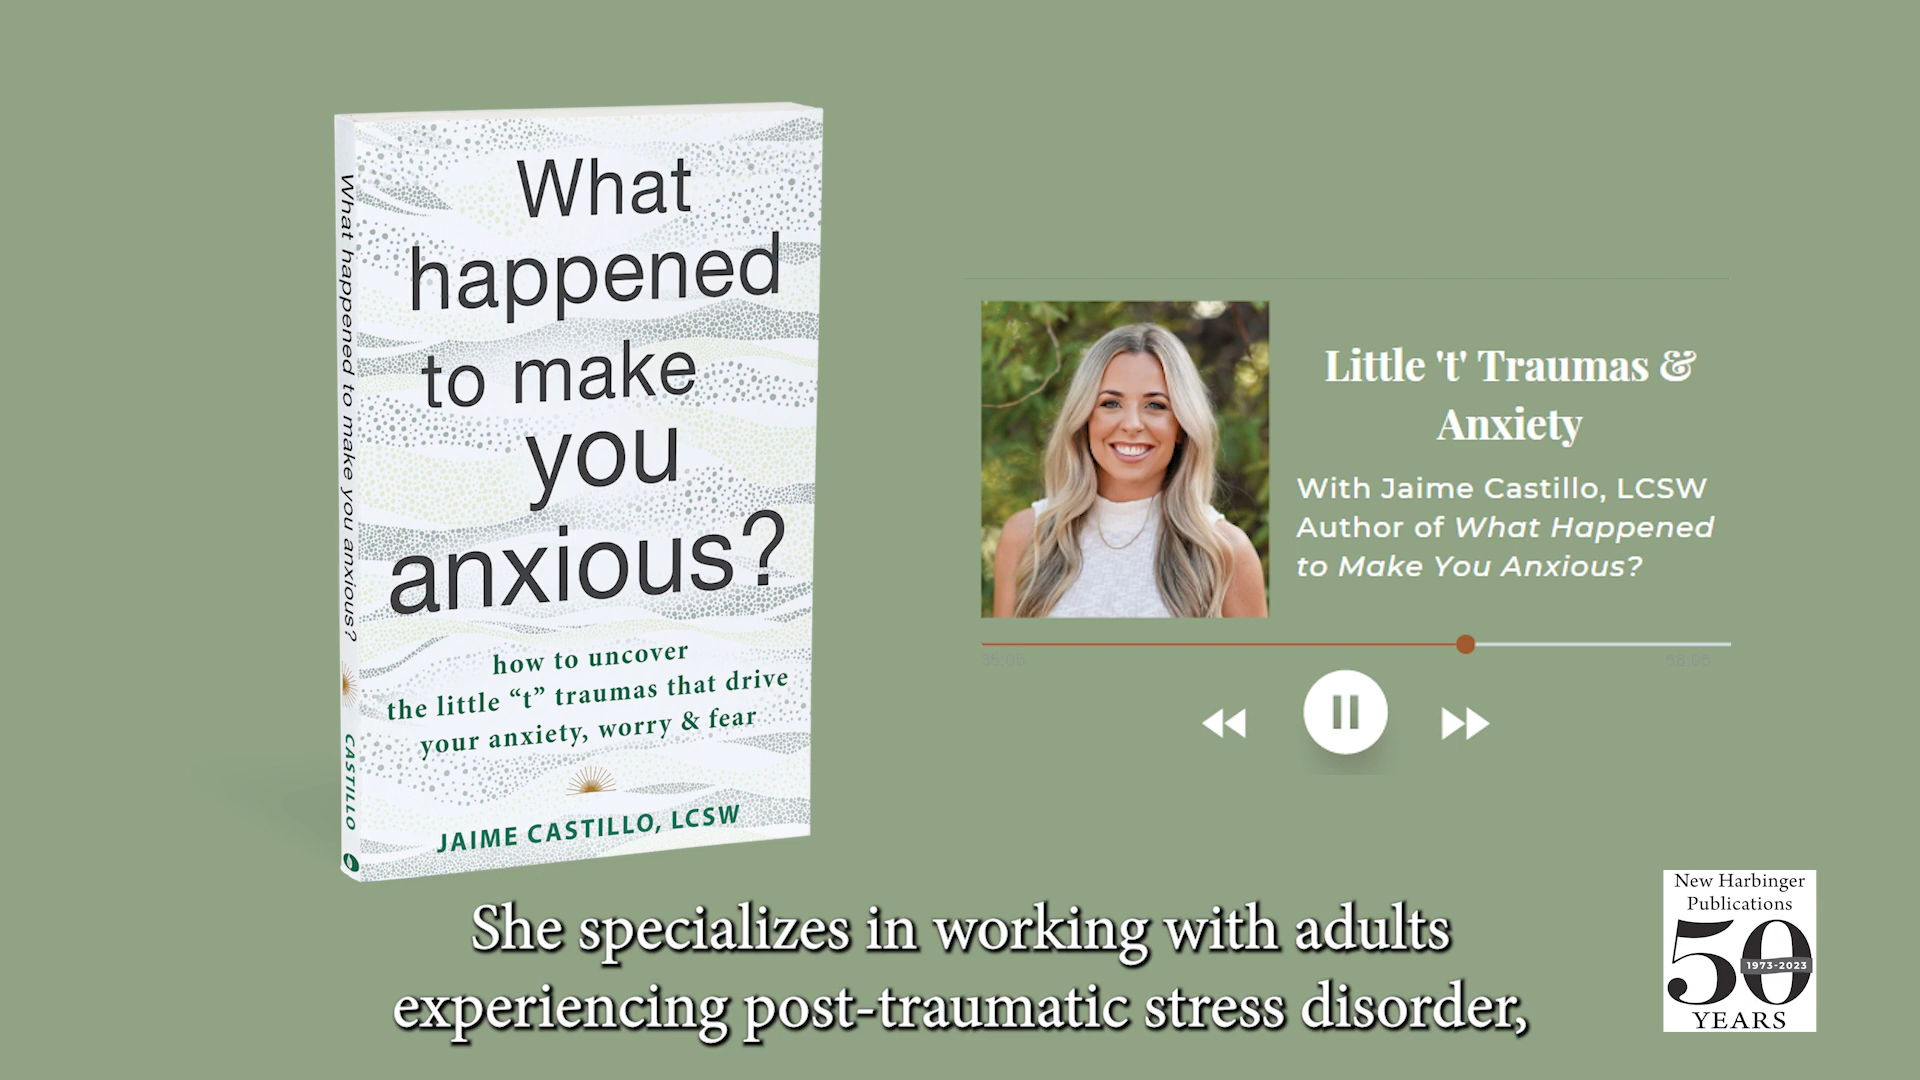 What happened to make you anxious?
CASTILLO
What
happened
to make
you
anxious?
how to uncover
the little “t” traumas that drive
your anxiety, worry & fear
JAIME CASTILLO, LCSW
Little 't' Traumas &
Anxiety
With Jaime Castillo, LCSW
Author of What Happened
to Make You Anxious?
35:05
She specializes in working with adults
experiencing post-traumatic stress disorder,
New Harbinger
Publications
50
1973-2023
YEARS